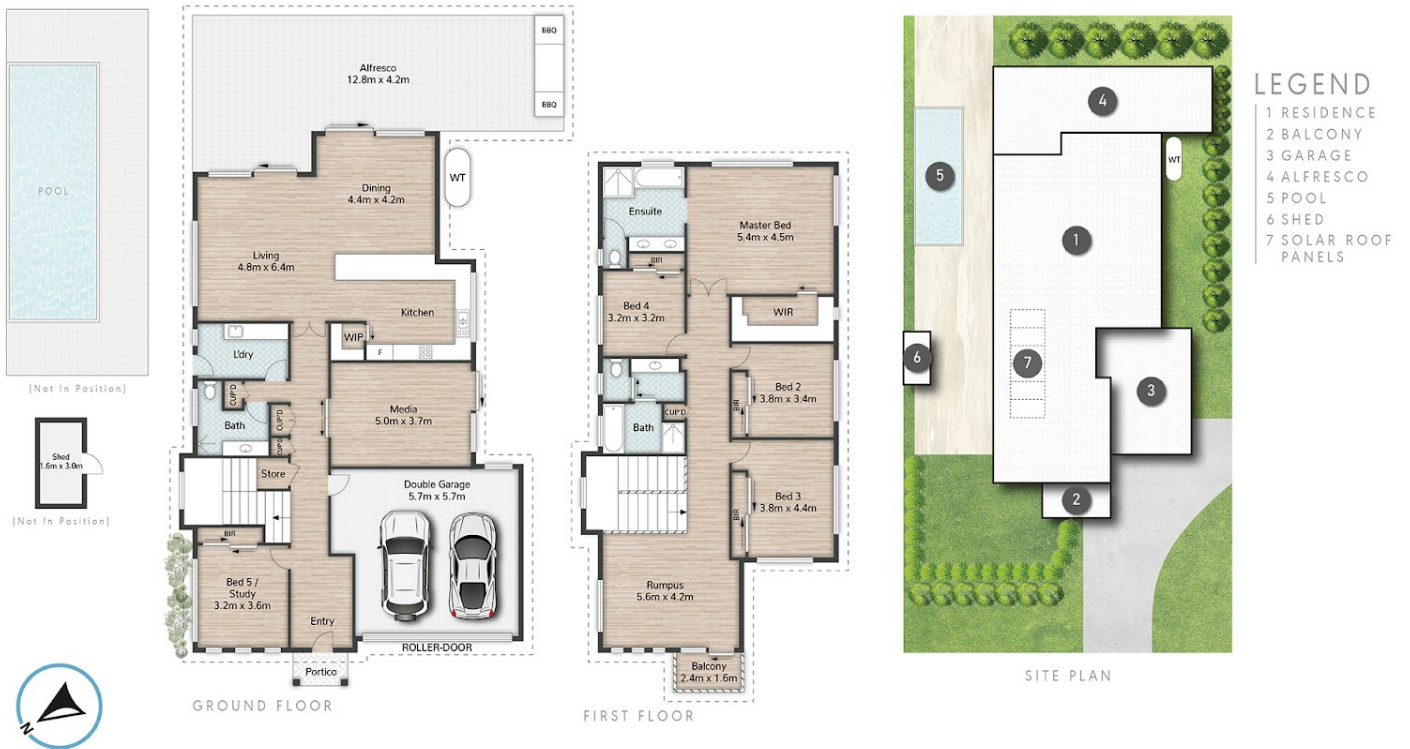 POOL
(Not In Position)
Shed
1.6m x 3.0m
(Not In Position)
N
Alfresco
12.8m x 4.2m
BBQ
BBQ
WT
Dining
4.4m x 4.2m
Living
4.8m x 6.4m
Kitchen
WIP
F
L'dry
CUP'D
Bath
CUP'D
CUP'D
Media
5.0m x 3.7m
Store
Double Garage
5.7m x 5.7m
BIR
Bed 5 /
Study
3.2m x 3.6m
Entry
ROLLER-DOOR
Portico
GROUND FLOOR
Ensuite
Master Bed
5.4m x 4.5m
BIR
Bed 4
3.2m x 3.2m
WIR
Bed 2
3.8m x 3.4m
BIR
CUP'D
Bath
Bed 3
3.8m x 4.4m
BIR
Rumpus
5.6m x 4.2m
Balcony
2.4m x 1.6m
FIRST FLOOR
4
WT
5
1
6
7
3
2
SITE PLAN
LEGEND
1 RESIDENCE
2 BALCONY
3 GARAGE
4 ALFRESCO
5 POOL
6 SHED
7 SOLAR ROOF
PANELS